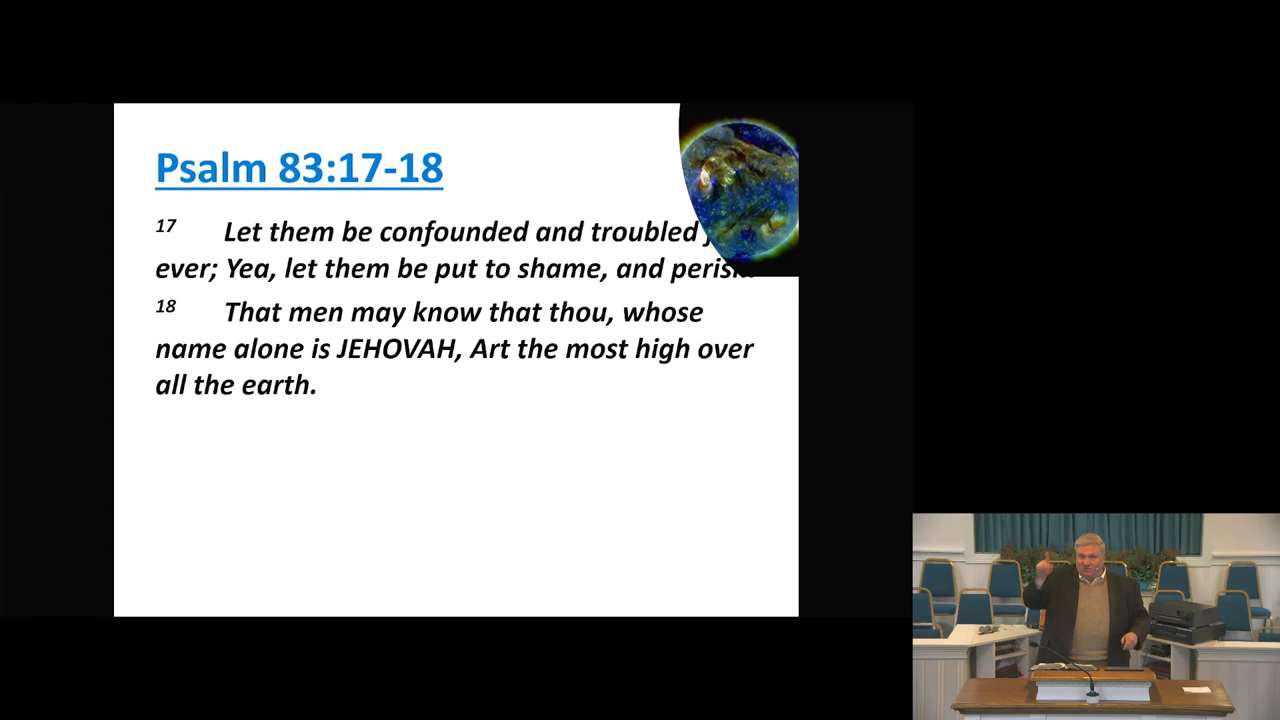 Psalm 83:17-18
17 Let them be confounded and troubled
ever; Yea, let them be put to shame, and
18 That men may know that thou, whose
name alone is JEHOVAH, Art the most high over
all the earth.